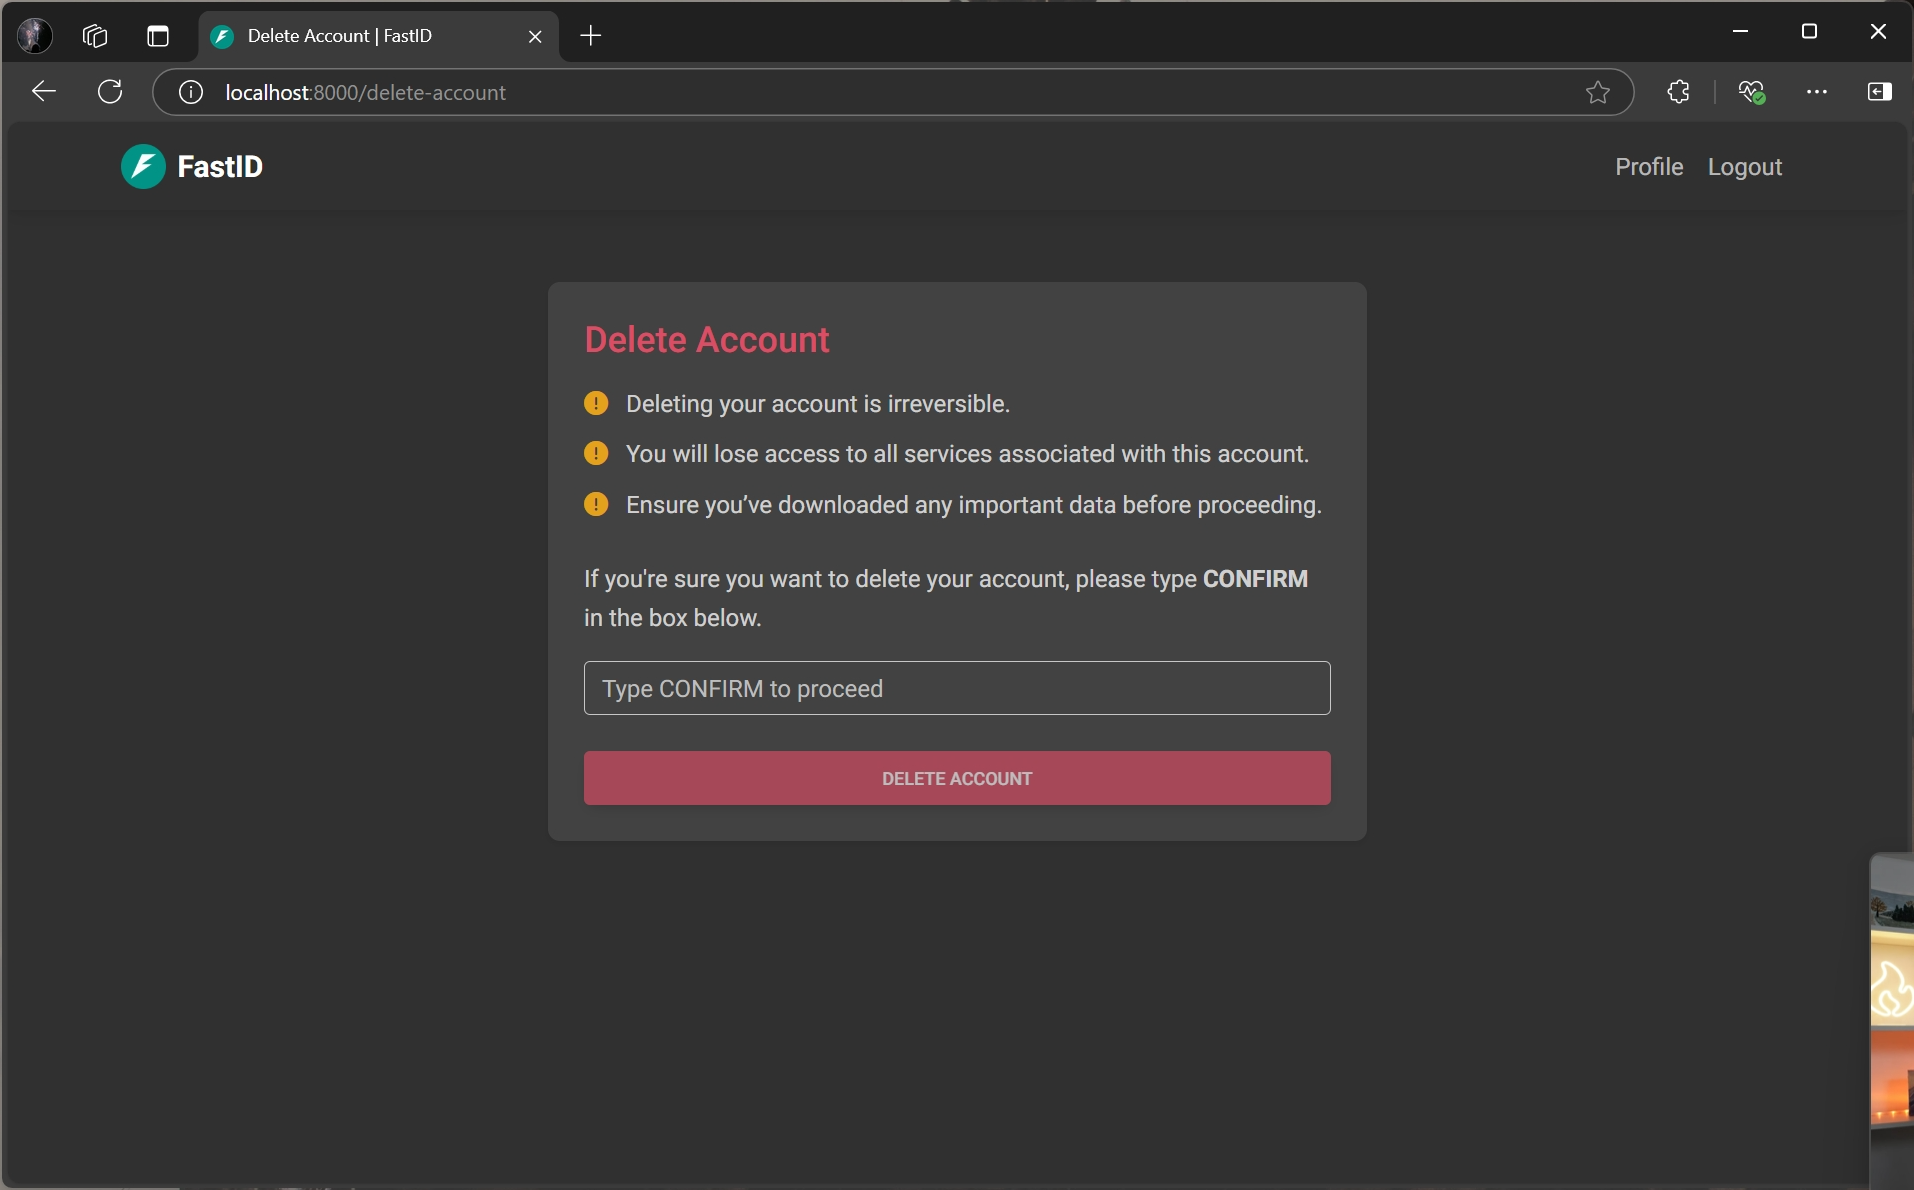 Delete Account | FastID
localhost:8000/delete-account
FastID
Profile Logout
Delete Account
Deleting your account is irreversible.
You will lose access to all services associated with this account.
Ensure you’ve downloaded any important data before proceeding.
If you're sure you want to delete your account, please type CONFIRM
in the box below.
Type CONFIRM to proceed
DELETE ACCOUNT